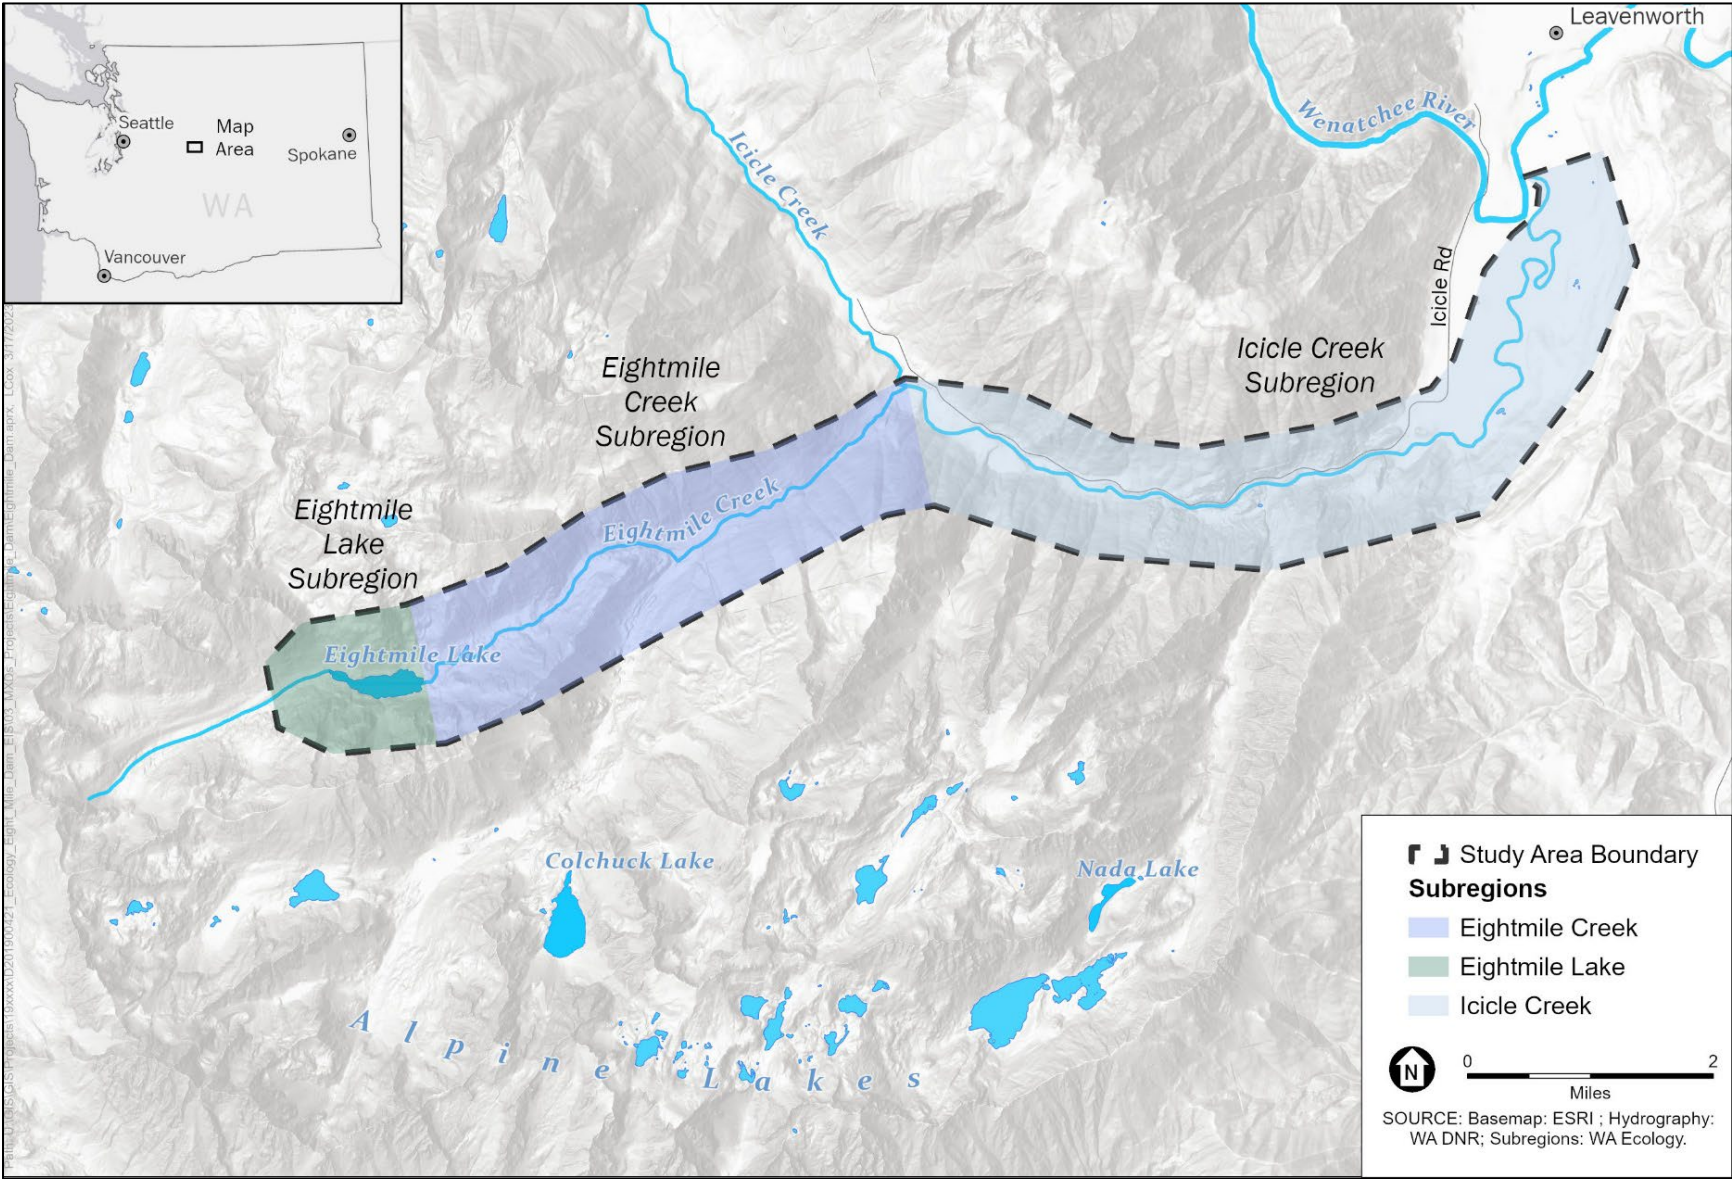 Leavenworth
Seattle
Map
Area
Spokane
WA
Vancouver
Wenatchee River
Icicle Creek
Icicle Rd
Icicle Creek
Subregion
Eightmile
Creek
Subregion
Eightmile Creek
Eightmile
Lake
Subregion
Eightmile Lake
Colchuck Lake
Nada Lake
Alpine Lakes
Study Area Boundary
Subregions
Eightmile Creek
Eightmile Lake
Icicle Creek
N
0 2
Miles
SOURCE: Basemap: ESRI ; Hydrography:
WA DNR; Subregions: WA Ecology.